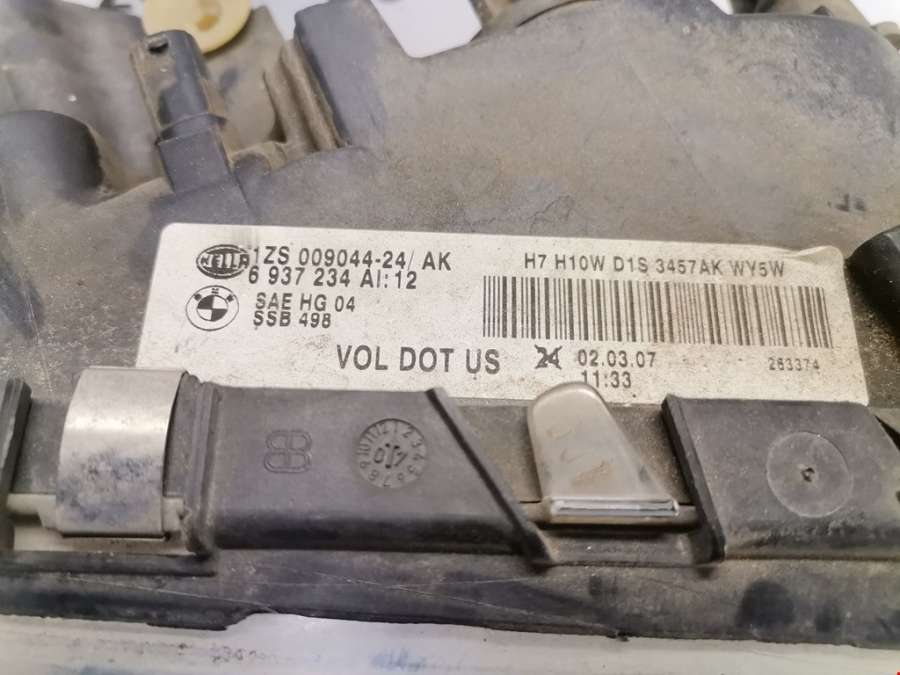 HELLA 1ZS 009044-24/ AK
6 937 234 AI:12
SAE HG 04
SSB 498
VOL DOT US
H7 H10W D1S 3457AK WY5W
24 02.03.07
11:33
263374